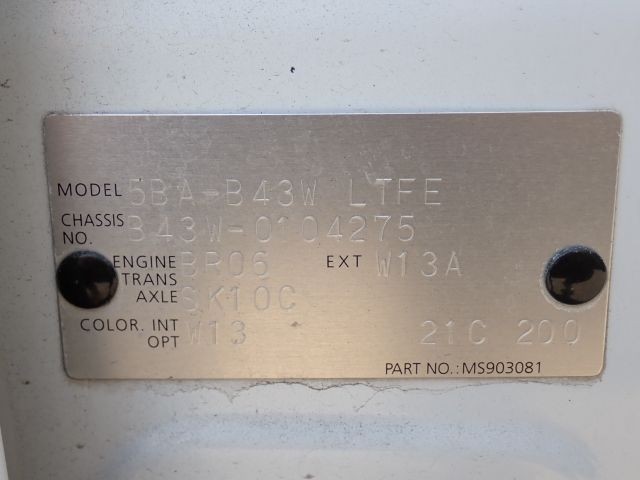 MODEL 5BA-B43W LTFE
CHASSIS NO. B43W-0104275
ENGINE BR06 EXT W13A
TRANS AXLE SK10C
COLOR. INT OPT W13 21C 200
PART NO.: MS903081